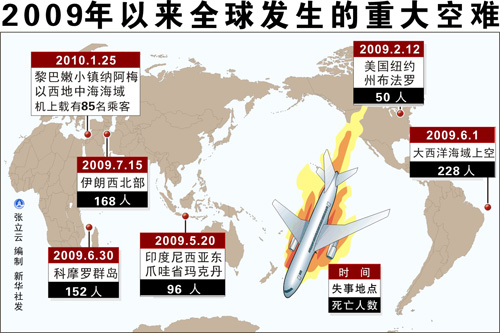 2009年以来全球发生的重大空难
2010.1.25
黎巴嫩小镇纳阿梅
以西地中海海域
机上载有85名乘客
2009.2.12
美国纽约
州布法罗
50 人
2009.7.15
伊朗西北部
168 人
2009.6.1
大西洋海域上空
228 人
2009.6.30
科摩罗群岛
152 人
2009.5.20
印度尼西亚东
爪哇省玛克丹
96 人
时 间
失事地点
死亡人数
张立云 编制 新华社发